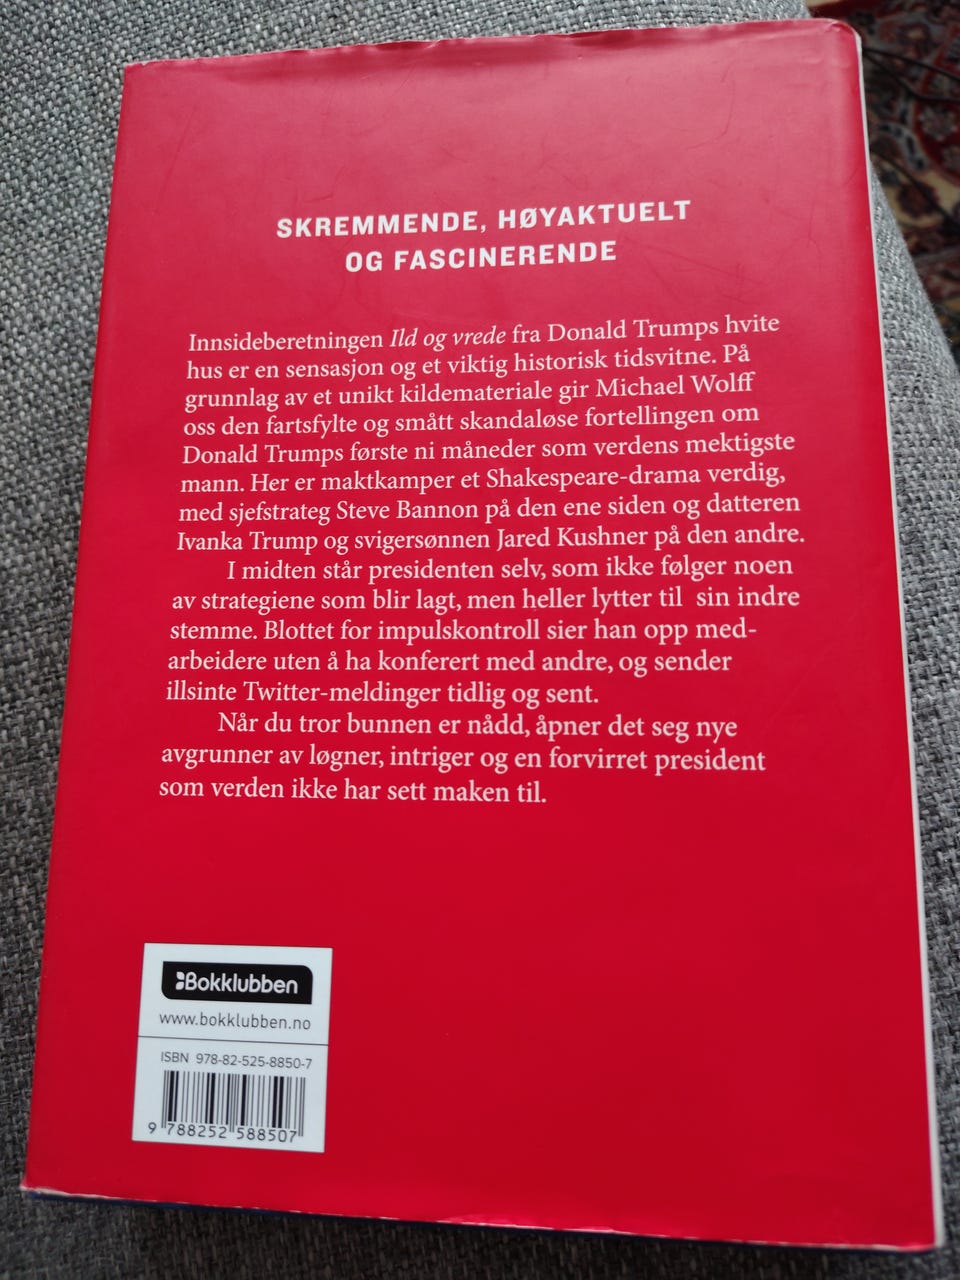 SKREMMENDE, HØYAKTUELT
OG FASCINERENDE
Innsideberetningen Ild og vrede fra Donald Trumps hvite
hus er en sensasjon og et viktig historisk tidsvitne. På
grunnlag av et unikt kildemateriale gir Michael Wolff
oss den fartsfylte og smått skandaløse fortellingen om
Donald Trumps første ni måneder som verdens mektigste
mann. Her er maktkamper et Shakespeare-drama verdig,
med sjefstrateg Steve Bannon på den ene siden og datteren
Ivanka Trump og svigersønnen Jared Kushner på den andre.
I midten står presidenten selv, som ikke følger noen
av strategiene som blir lagt, men heller lytter til sin indre
stemme. Blottet for impulskontroll sier han opp med-
arbeidere uten å ha konferert med andre, og sender
illsinte Twitter-meldinger tidlig og sent.
Når du tror bunnen er nådd, åpner det seg nye
avgrunner av løgner, intriger og en forvirret president
som verden ikke har sett maken til.
Bokklubben
www.bokklubben.no
ISBN 978-82-525-8850-7
9 788252 588507